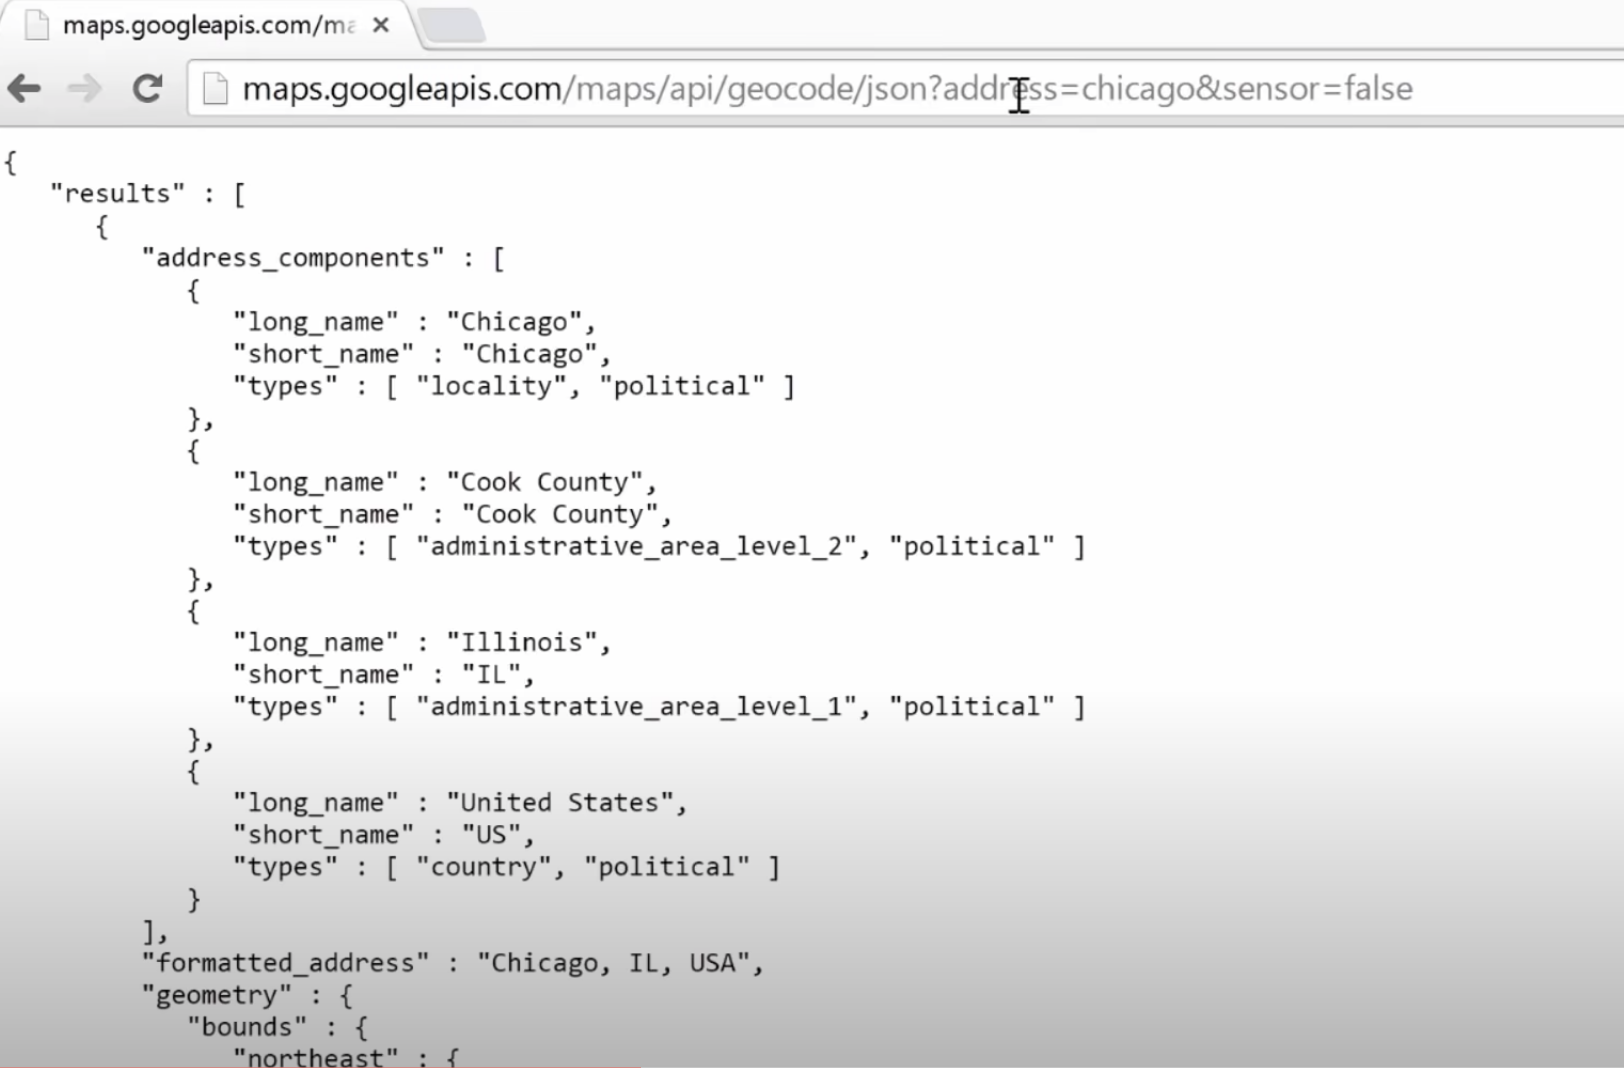 maps.googleapis.com/ma
maps.googleapis.com/maps/api/geocode/json?address=chicago&sensor=false
{
"results" : [
{
"address_components" : [
{
"long_name" : "Chicago",
"short_name" : "Chicago",
"types" : [ "locality", "political" ]
},
{
"long_name" : "Cook County",
"short_name" : "Cook County",
"types" : [ "administrative_area_level_2", "political" ]
},
{
"long_name" : "Illinois",
"short_name" : "IL",
"types" : [ "administrative_area_level_1", "political" ]
},
{
"long_name" : "United States",
"short_name" : "US",
"types" : [ "country", "political" ]
}
],
"formatted_address" : "Chicago, IL, USA",
"geometry" : {
"bounds" : {
"northeast" : {